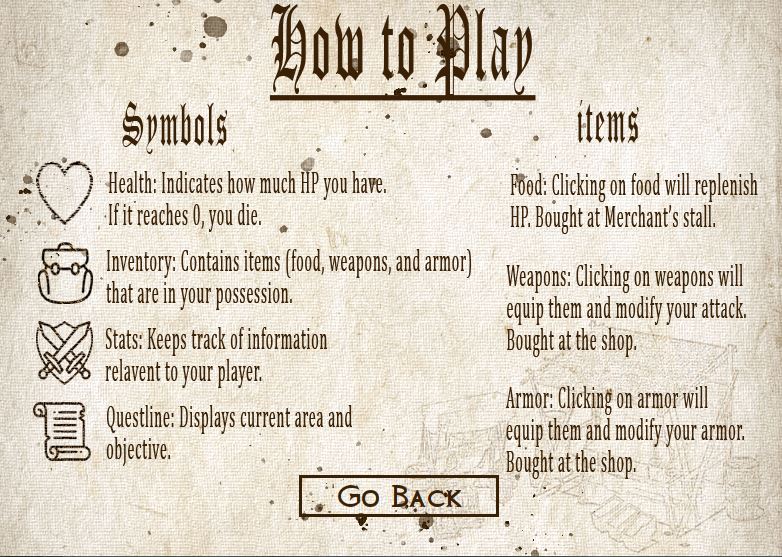 How to Play
Symbols
Health: Indicates how much HP you have.
If it reaches 0, you die.
Inventory: Contains items (food, weapons, and armor)
that are in your possession.
Stats: Keeps track of information
relavent to your player.
Questline: Displays current area and
objective.
items
Food: Clicking on food will replenish
HP. Bought at Merchant's stall.
Weapons: Clicking on weapons will
equip them and modify your attack.
Bought at the shop.
Armor: Clicking on armor will
equip them and modify your armor.
Bought at the shop.
Go Back